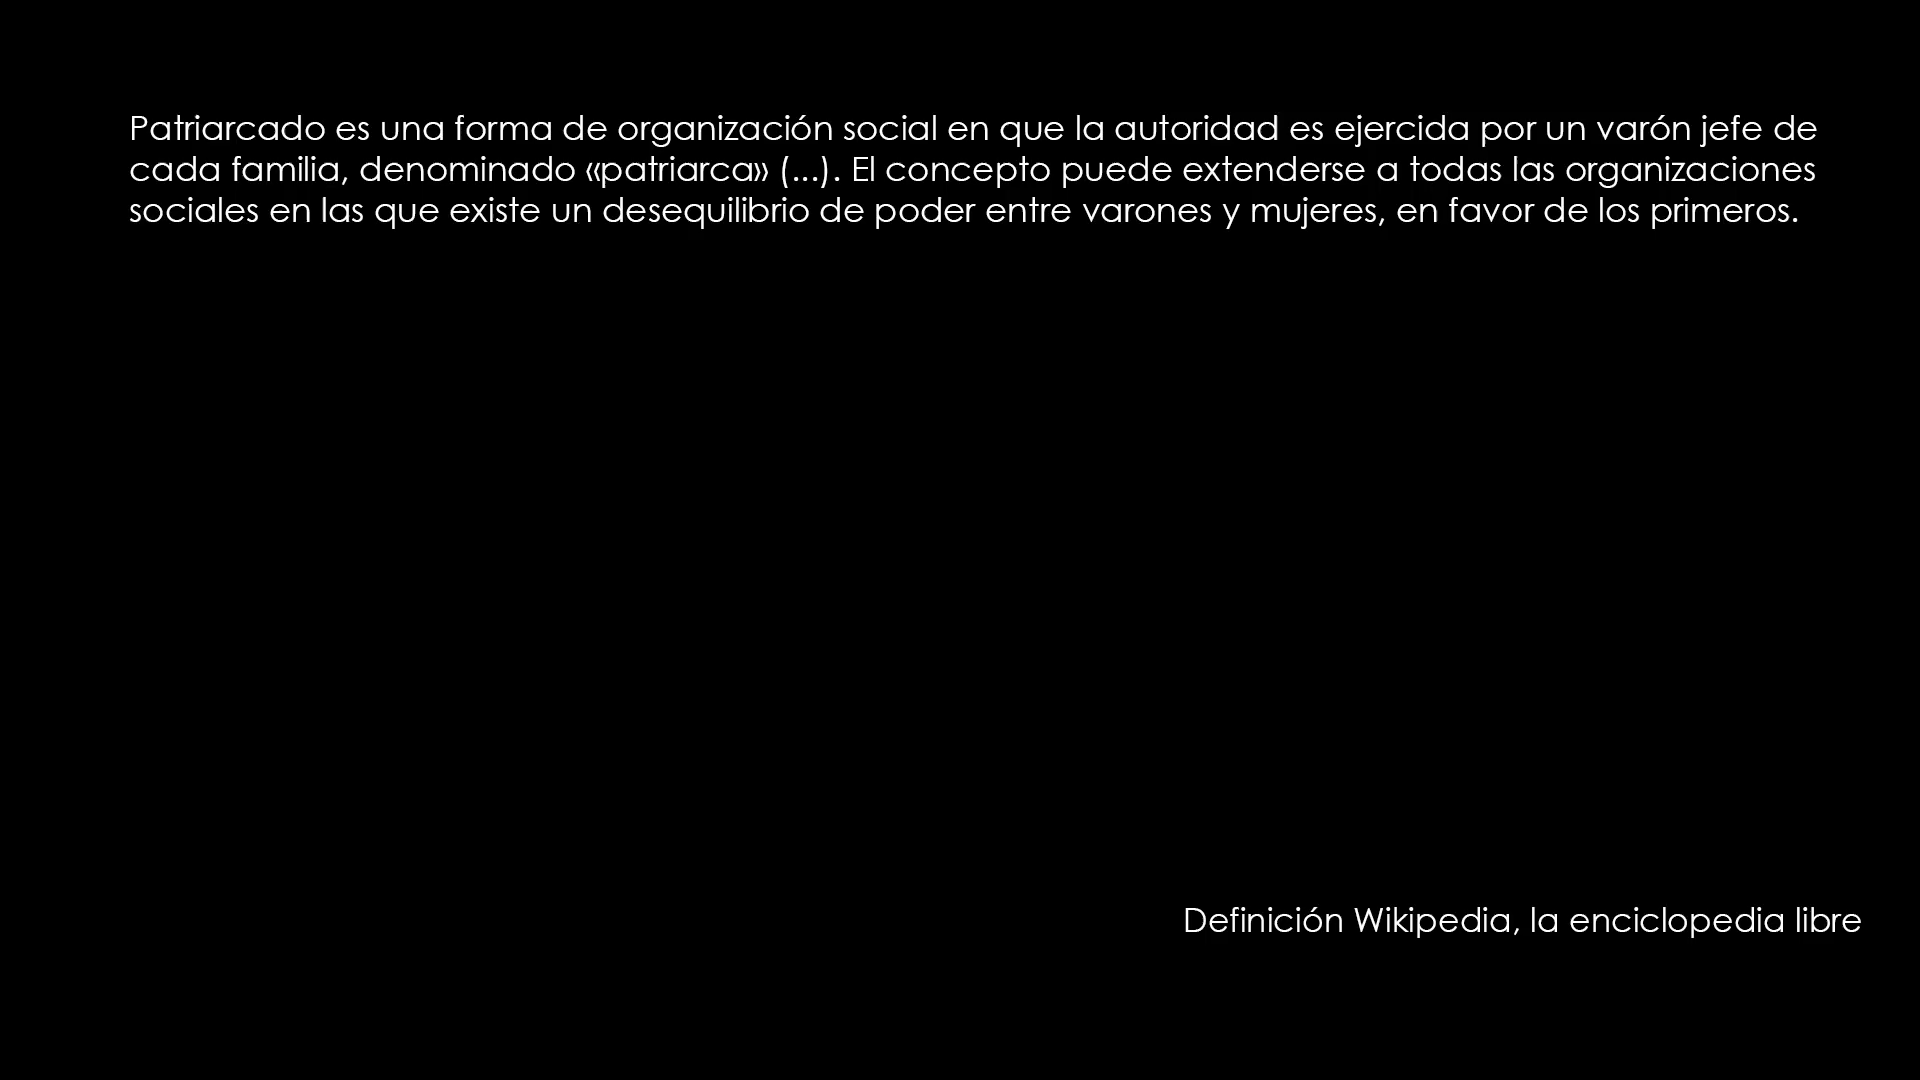 Patriarcado es una forma de organización social en que la autoridad es ejercida por un varón jefe de
cada familia, denominado «patriarca» (...). El concepto puede extenderse a todas las organizaciones
sociales en las que existe un desequilibrio de poder entre varones y mujeres, en favor de los primeros.
Definición Wikipedia, la enciclopedia libre